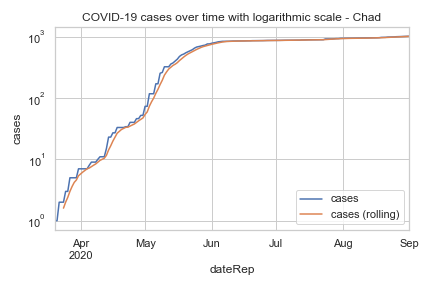 COVID-19 cases over time with logarithmic scale - Chad
cases
10³
10²
10¹
10⁰
Apr
2020
May
Jun
Jul
Aug
Sep
dateRep
cases
cases (rolling)